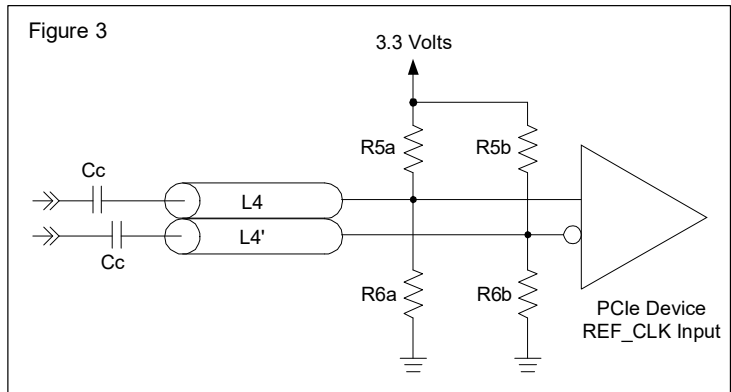 Figure 3
3.3 Volts
R5a
R5b
Cc
L4
L4'
Cc
R6a
R6b
PCIe Device
REF_CLK Input